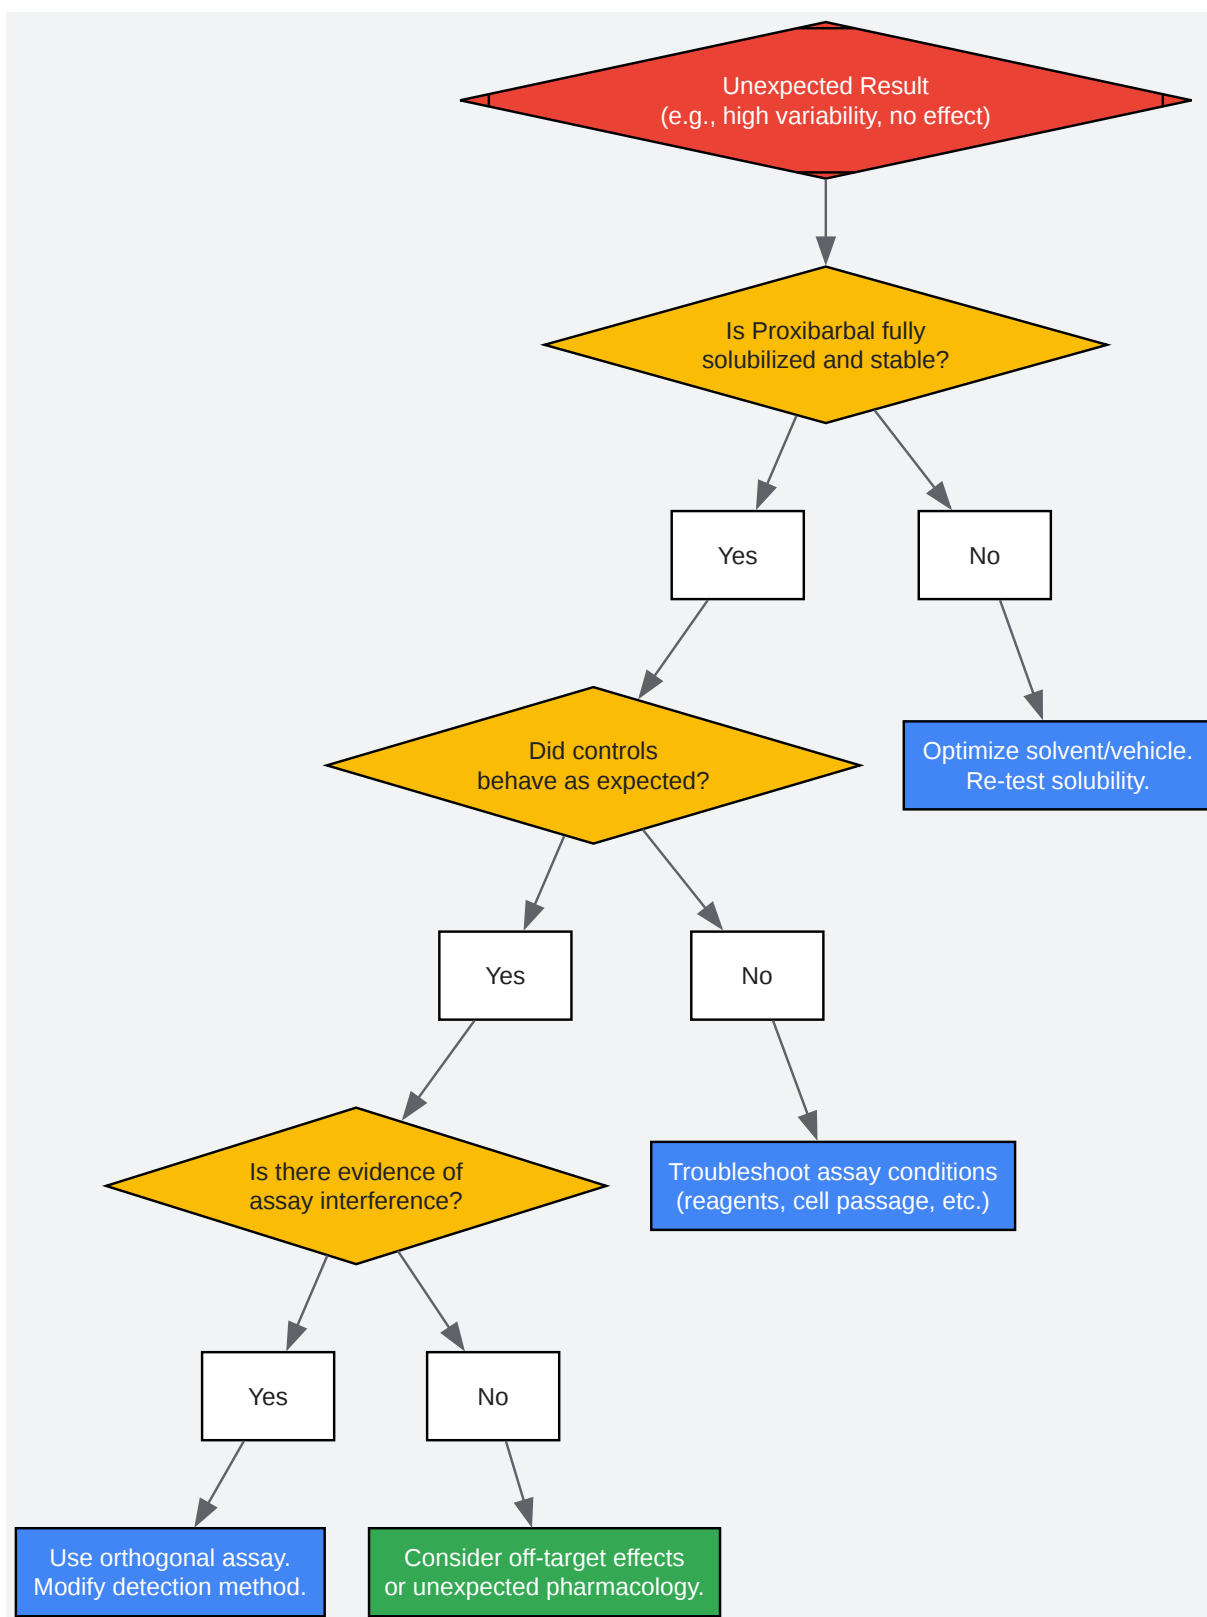 Unexpected Result
(e.g., high variability, no effect)
Is Proxibarbal fully
solubilized and stable?
Yes
No
Did controls
behave as expected?
Optimize solvent/vehicle.
Re-test solubility.
Yes
No
Is there evidence of
assay interference?
Troubleshoot assay conditions
(reagents, cell passage, etc.)
Yes
No
Use orthogonal assay.
Modify detection method.
Consider off-target effects
or unexpected pharmacology.